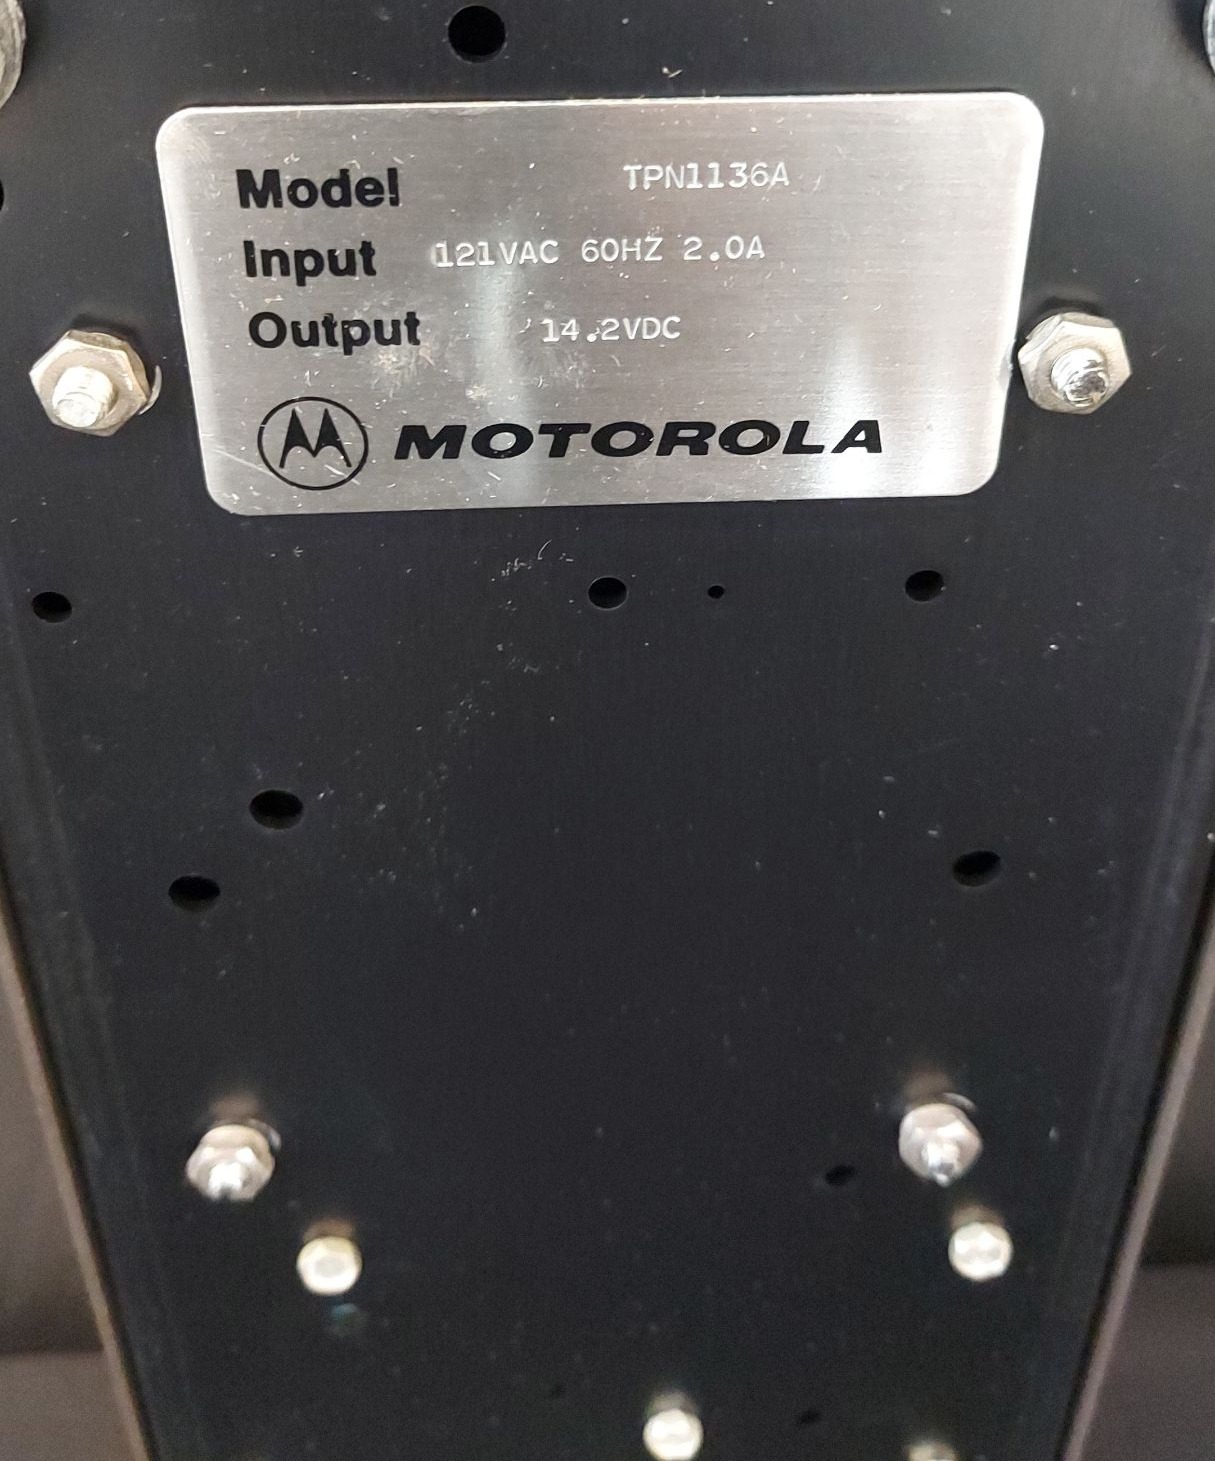 Model TPN1136A
Input 121VAC 60HZ 2.0A
Output 14.2VDC
MOTOROLA